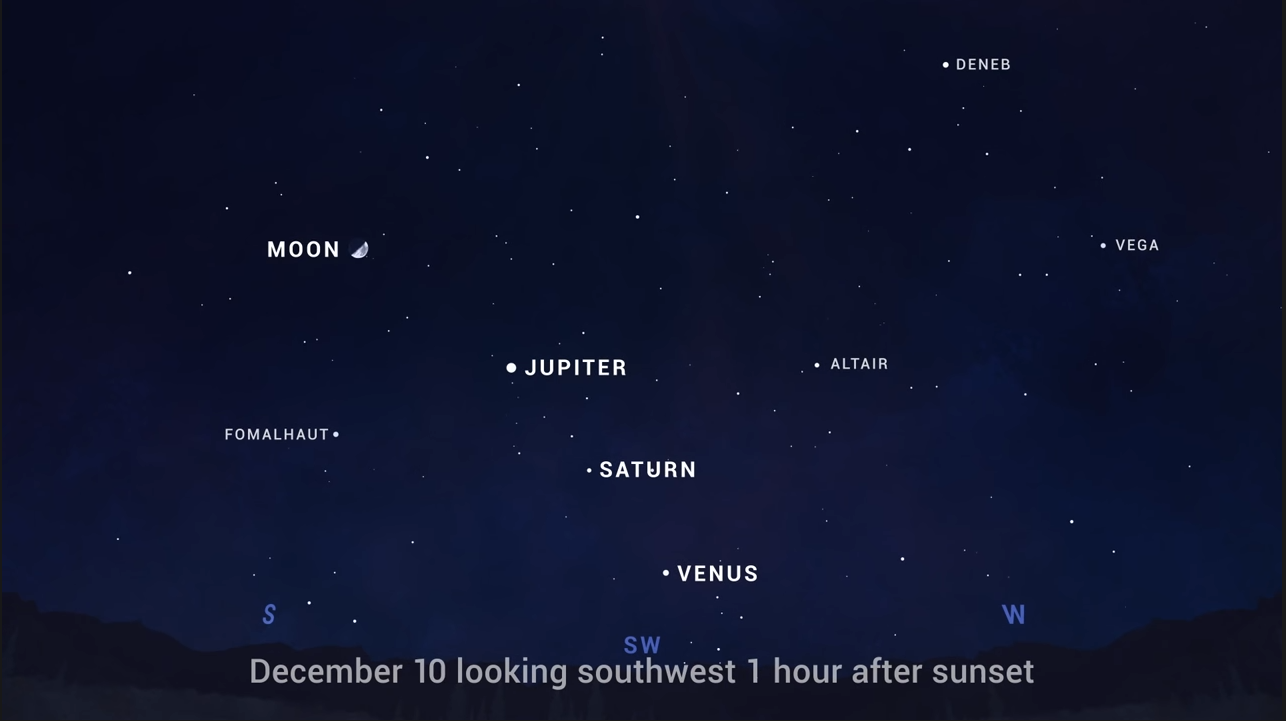 DENEB
MOON
VEGA
JUPITER
ALTAIR
FOMALHAUT
SATURN
VENUS
S
W
SW
December 10 looking southwest 1 hour after sunset